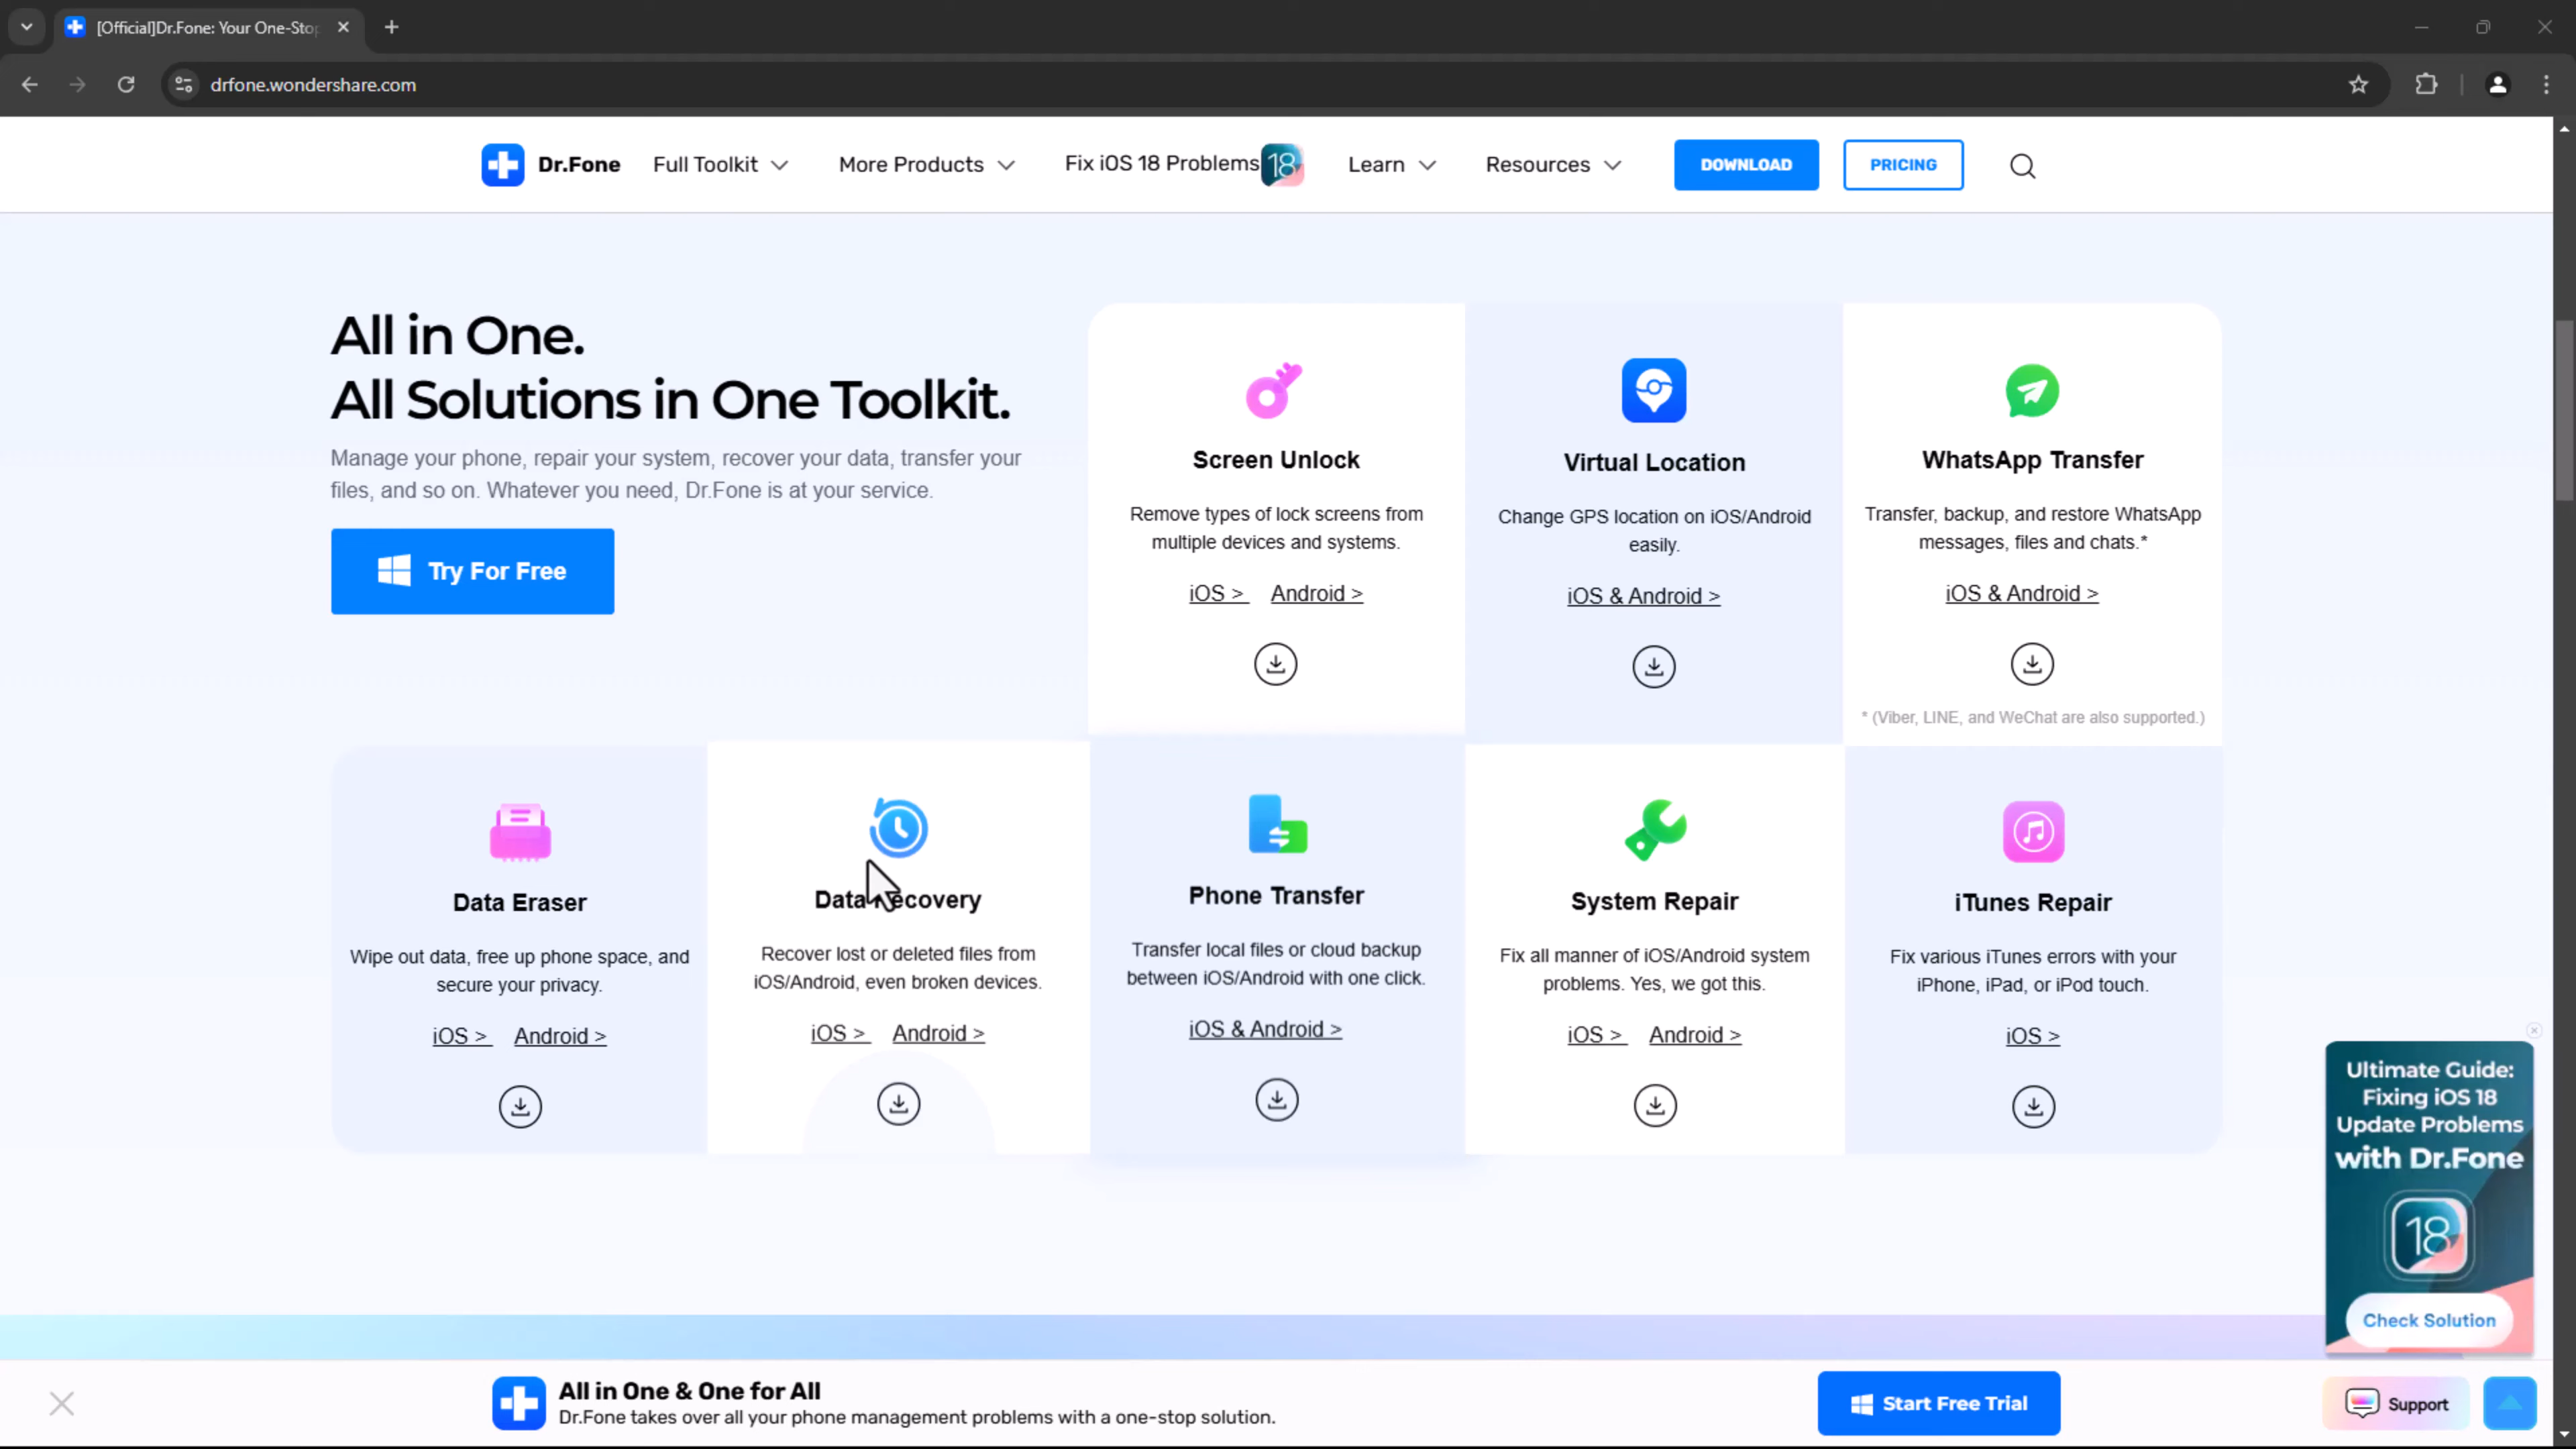 [Official]Dr.Fone: Your One-Stop
drfone.wondershare.com
Dr.Fone
Full Toolkit
More Products
Fix iOS 18 Problems
18
Learn
Resources
DOWNLOAD
PRICING
All in One.
All Solutions in One Toolkit.
Manage your phone, repair your system, recover your data, transfer your
files, and so on. Whatever you need, Dr.Fone is at your service.
Try For Free
Screen Unlock
Remove types of lock screens from
multiple devices and systems.
iOS > Android >
Virtual Location
Change GPS location on iOS/Android
easily.
iOS & Android >
WhatsApp Transfer
Transfer, backup, and restore WhatsApp
messages, files and chats.*
iOS & Android >
* (Viber, LINE, and WeChat are also supported.)
Data Eraser
Wipe out data, free up phone space, and
secure your privacy.
iOS > Android >
Data Recovery
Recover lost or deleted files from
iOS/Android, even broken devices.
iOS > Android >
Phone Transfer
Transfer local files or cloud backup
between iOS/Android with one click.
iOS & Android >
System Repair
Fix all manner of iOS/Android system
problems. Yes, we got this.
iOS > Android >
iTunes Repair
Fix various iTunes errors with your
iPhone, iPad, or iPod touch.
iOS >
Ultimate Guide:
Fixing iOS 18
Update Problems
with Dr.Fone
18
Check Solution
All in One & One for All
Dr.Fone takes over all your phone management problems with a one-stop solution.
Start Free Trial
Support